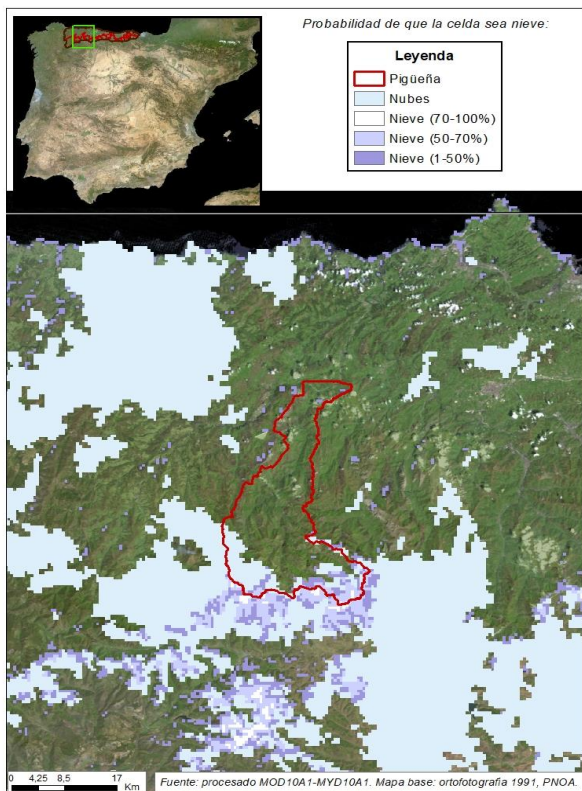 Probabilidad de que la celda sea nieve:
Leyenda
Pigüeña
Nubes
Nieve (70-100%)
Nieve (50-70%)
Nieve (1-50%)
0 4,25 8,5 17
Km
Fuente: procesado MOD10A1-MYD10A1. Mapa base: ortofotografia 1991, PNOA.